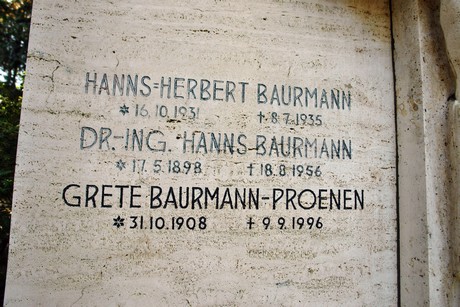 HANNS-HERBERT BAURMANN
* 16.10.1931 † 8.7.1935
DR.-ING. HANNS BAURMANN
* 17.5.1898 † 18.8.1956
GRETE BAURMANN-PROENEN
* 31.10.1908 † 9.9.1996